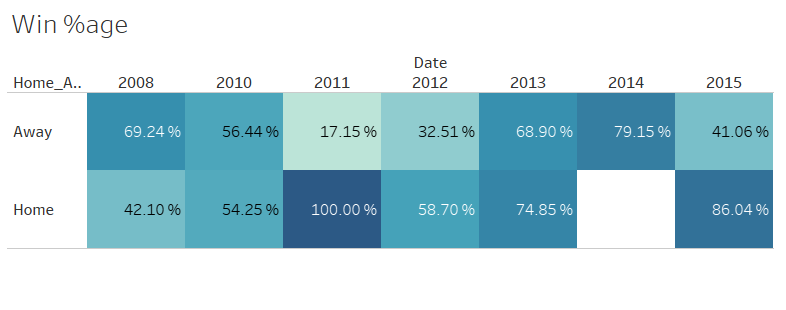 Win %age
Date
Home_A.. 2008 2010 2011 2012 2013 2014 2015
Away 69.24 % 56.44 % 17.15 % 32.51 % 68.90 % 79.15 % 41.06 %
Home 42.10 % 54.25 % 100.00 % 58.70 % 74.85 % 86.04 %